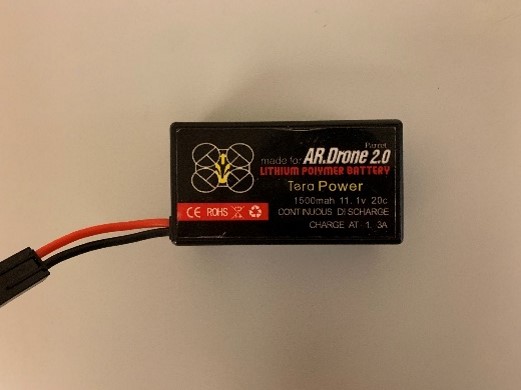 Parrot
made for AR.Drone 2.0
LITHIUM POLYMER BATTERY
Tera Power
1500mah 11.1v 20c
CE ROHS
CONTINUOUS DISCHARGE
CHARGE AT 1.3A